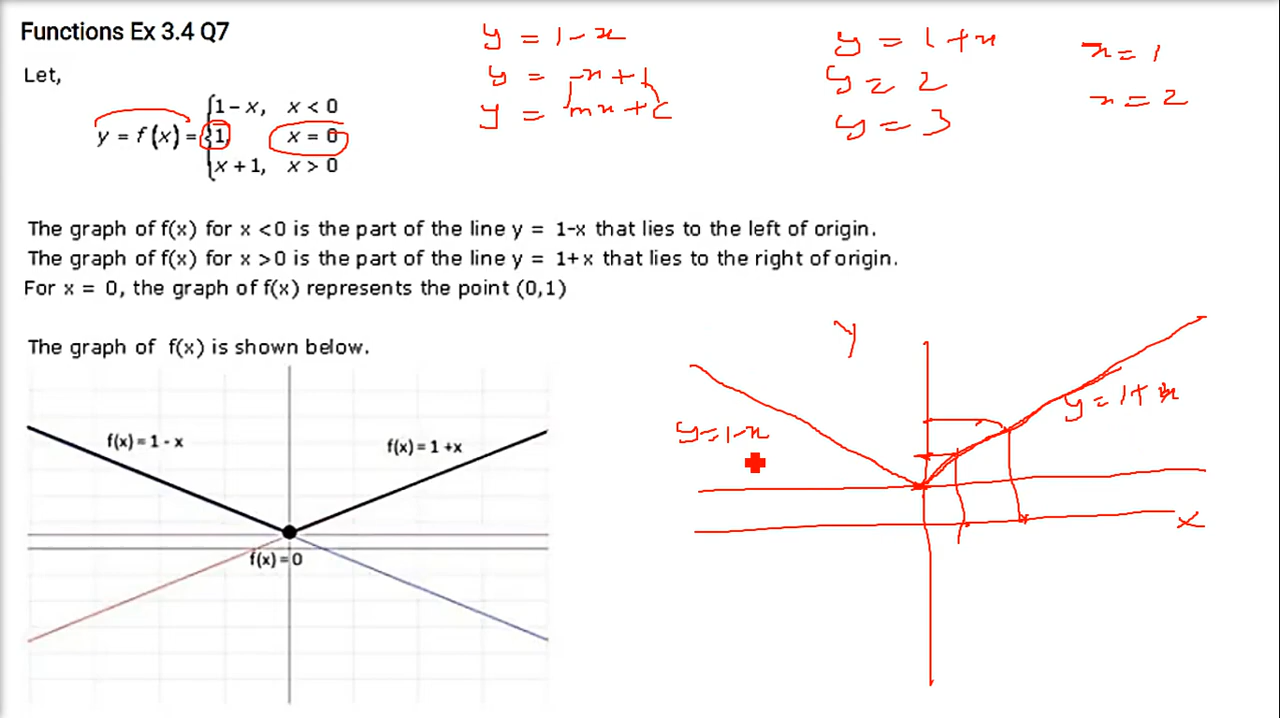 Functions Ex 3.4 Q7
Let,
y = f(x) = {1 - x, x < 0
{1, x = 0
{x + 1, x > 0
y = 1 - x
y = -x + 1
y = mx + c
y = 1 + x
y = 2
y = 3
x = 1
x = 2
The graph of f(x) for x <0 is the part of the line y = 1-x that lies to the left of origin.
The graph of f(x) for x >0 is the part of the line y = 1+x that lies to the right of origin.
For x = 0, the graph of f(x) represents the point (0,1)
The graph of f(x) is shown below.
f(x) = 1 - x
f(x) = 1 +x
f(x) = 0
y
y = 1 - x
y = 1 + x
x